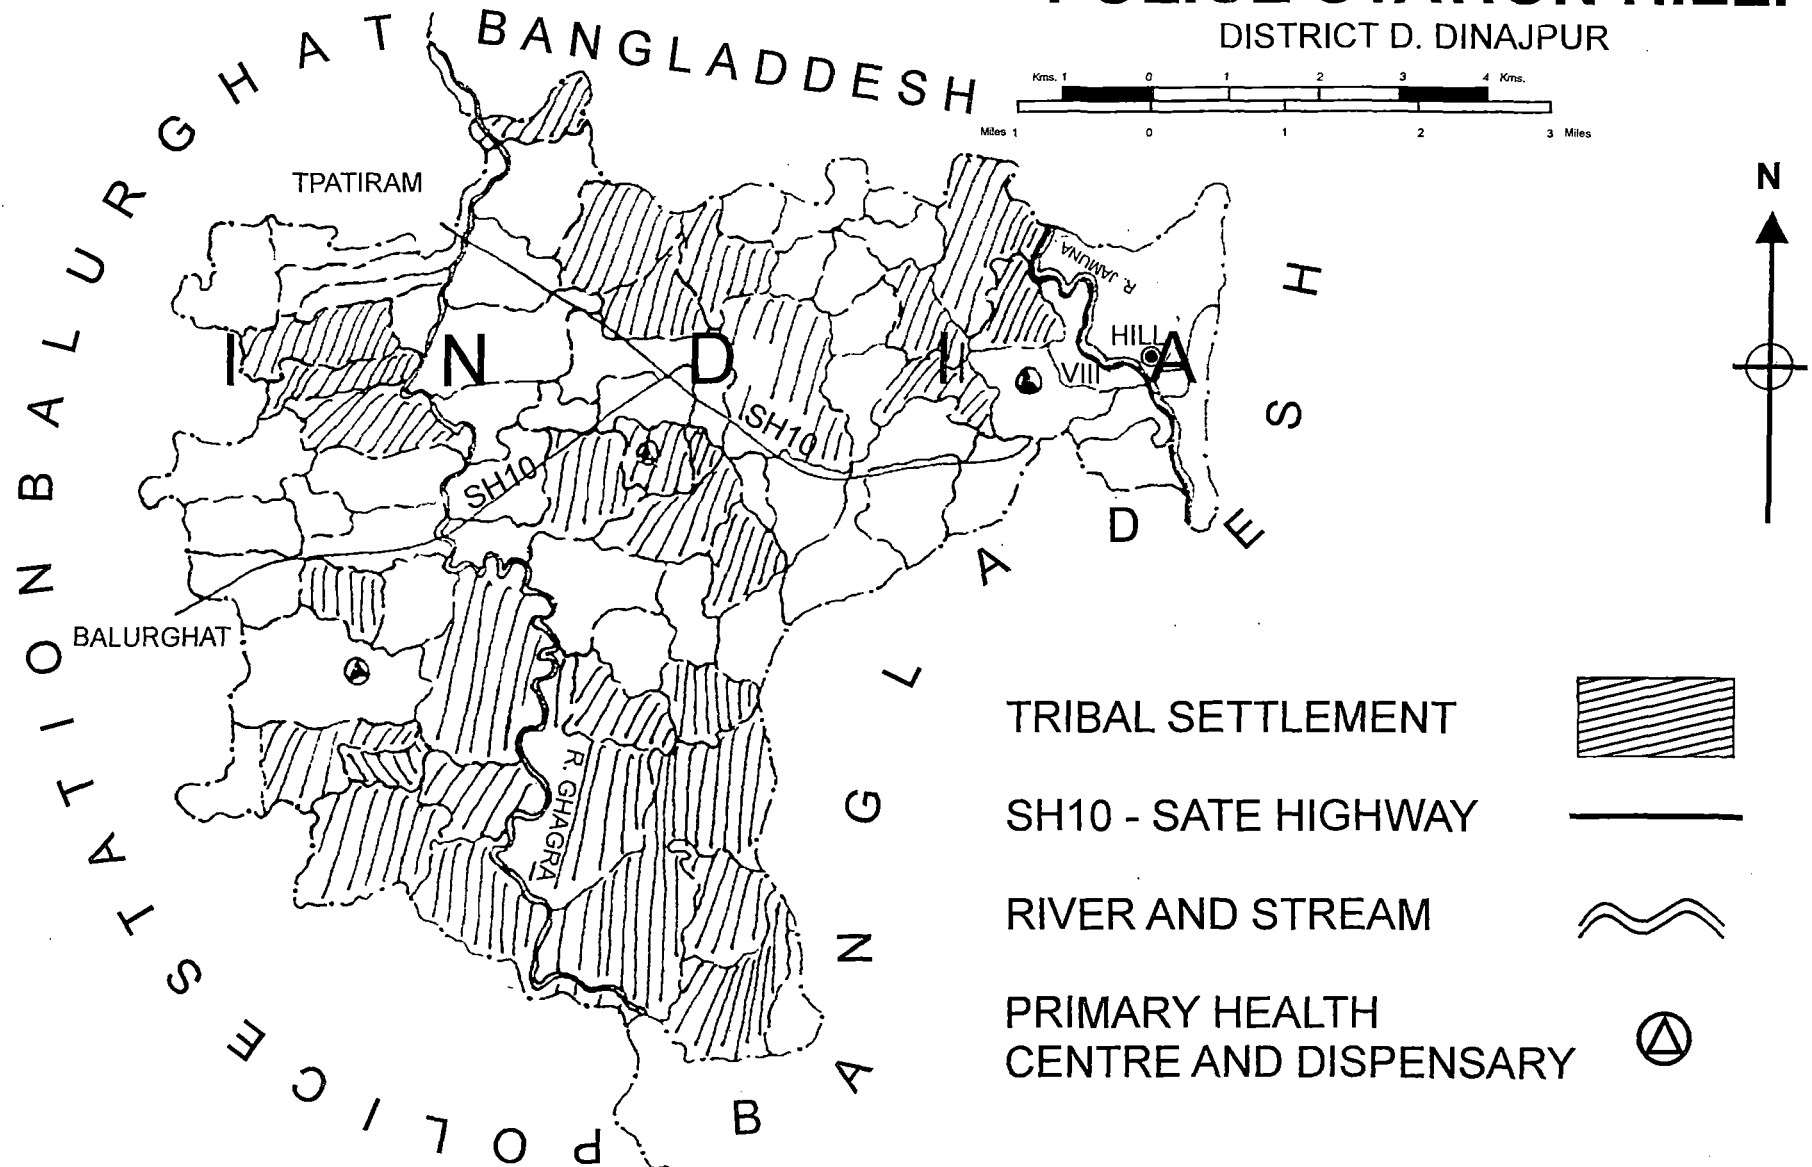 DISTRICT D. DINAJPUR
Kms. 1 0 1 2 3 4 Kms.
Miles 1 0 1 2 3 Miles
N
BANGLADDESH
POLICE STATION BALURGHAT
BANGLADESH
INDIA
TPATIRAM
R. JAMUNA
HILLI
VIII
SH10
SH10
BALURGHAT
R. GHAGRA
TRIBAL SETTLEMENT
SH10 - SATE HIGHWAY
RIVER AND STREAM
PRIMARY HEALTH
CENTRE AND DISPENSARY